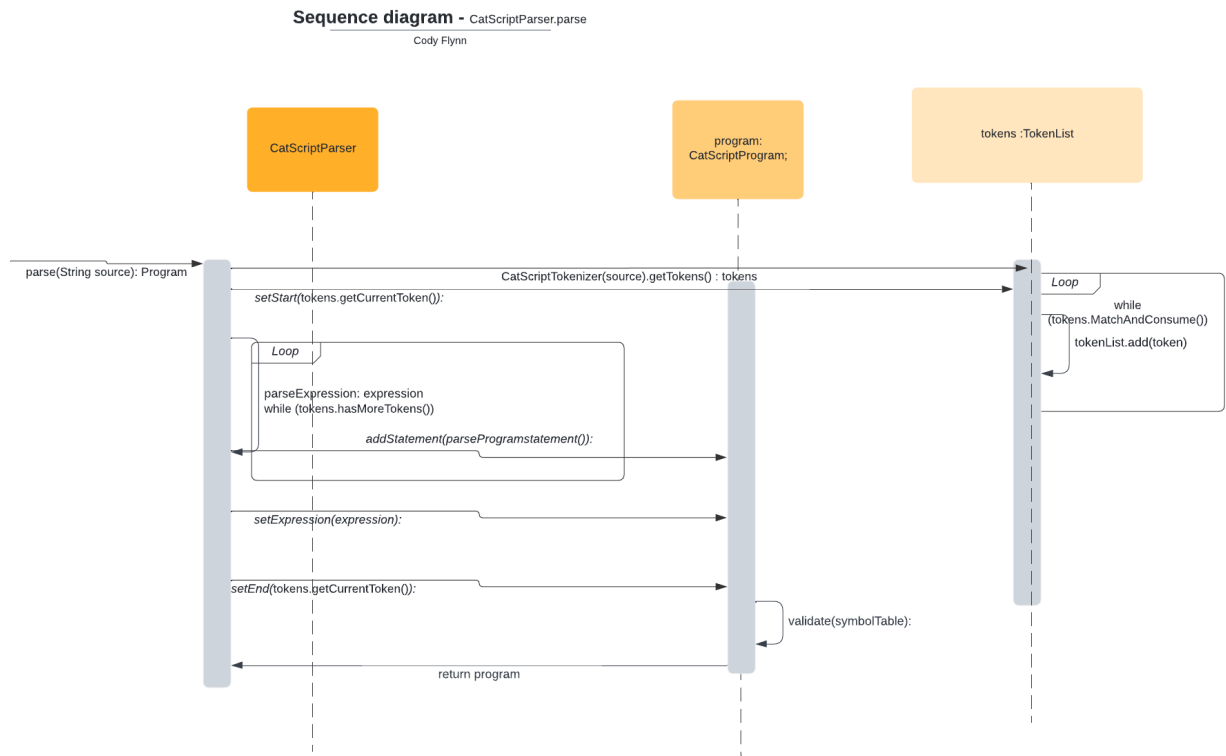 Sequence diagram - CatScriptParser.parse
Cody Flynn
CatScriptParser
program:
CatScriptProgram;
tokens :TokenList
parse(String source): Program
CatScriptTokenizer(source).getTokens() : tokens
setStart(tokens.getCurrentToken()):
Loop
while
(tokens.MatchAndConsume())
tokenList.add(token)
Loop
parseExpression: expression
while (tokens.hasMoreTokens())
addStatement(parseProgramstatement()):
setExpression(expression):
setEnd(tokens.getCurrentToken()):
validate(symbolTable):
return program